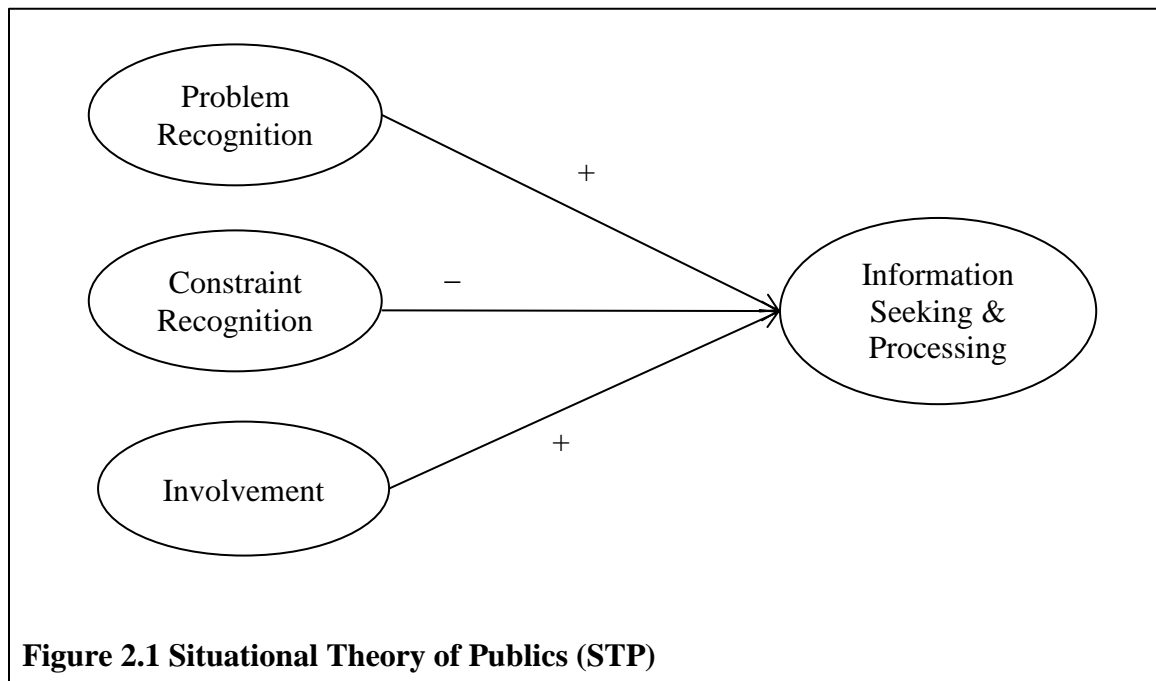 Problem
Recognition
+
Constraint
Recognition
−
Information
Seeking &
Processing
+
Involvement
Figure 2.1 Situational Theory of Publics (STP)